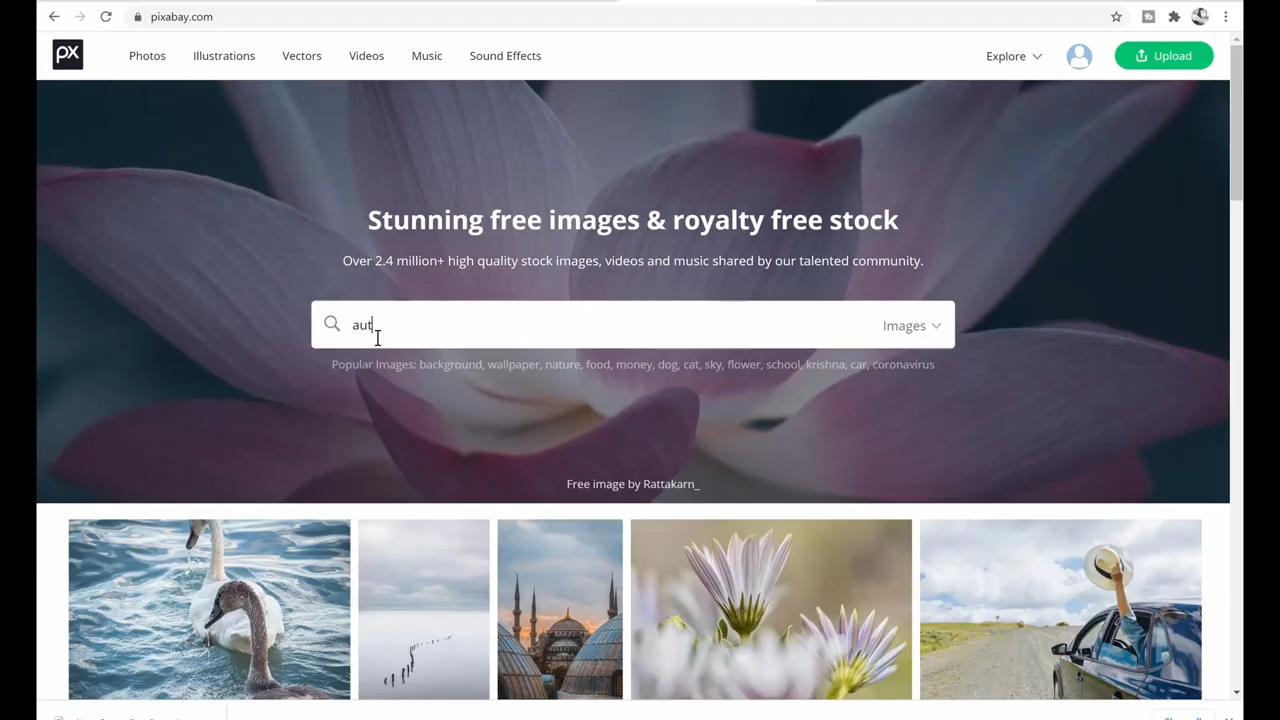 pixabay.com
px Photos Illustrations Vectors Videos Music Sound Effects Explore Upload
Stunning free images & royalty free stock
Over 2.4 million+ high quality stock images, videos and music shared by our talented community.
aut Images
Popular Images: background, wallpaper, nature, food, money, dog, cat, sky, flower, school, krishna, car, coronavirus
Free image by Rattakarn_